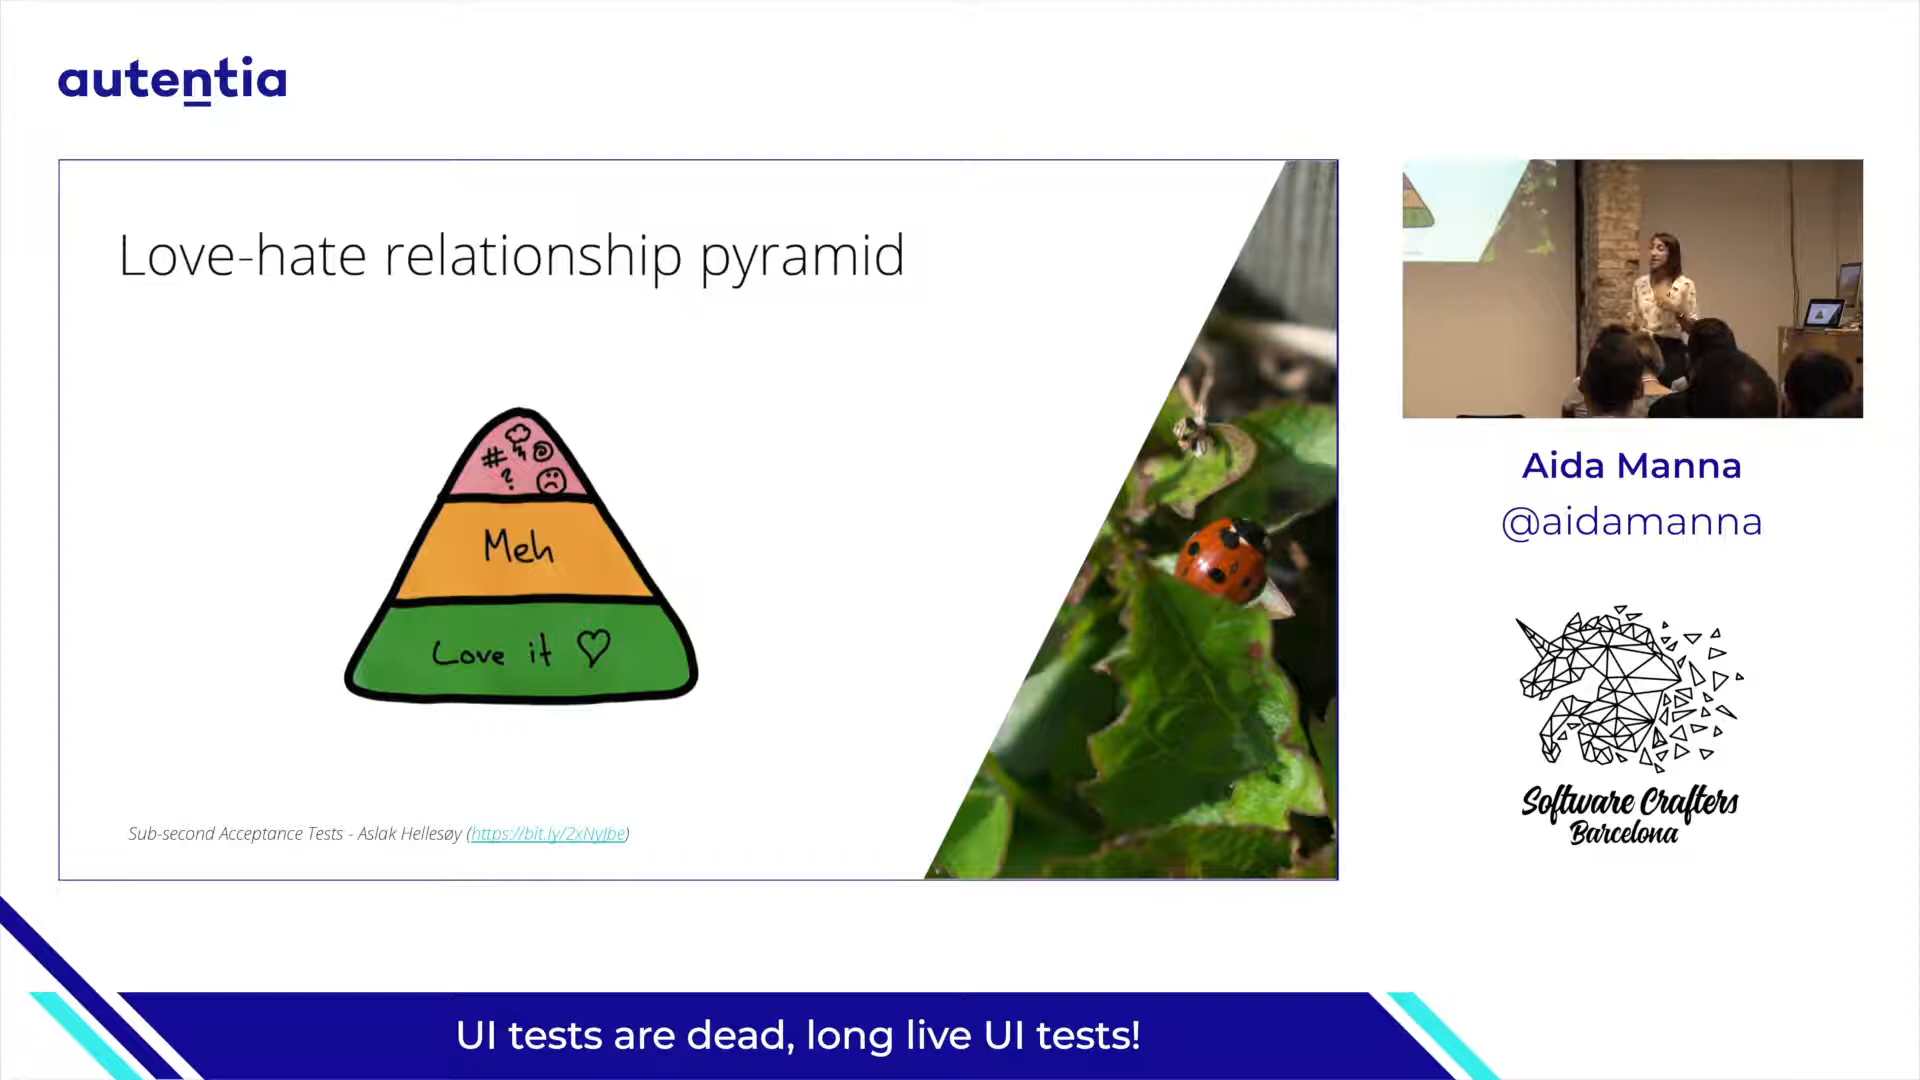 autentia
Love-hate relationship pyramid
#
?
Meh
Love it ♡
Sub-second Acceptance Tests - Aslak Hellesøy (https://bit.ly/2xNyJbe)
Aida Manna
@aidamanna
Software Crafters
Barcelona
UI tests are dead, long live UI tests!